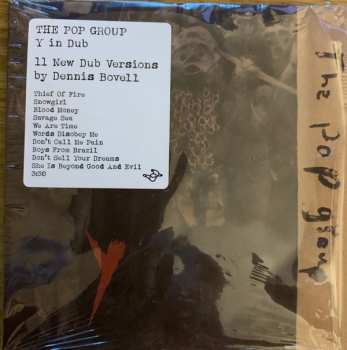 THE POP GROUP
Y in Dub
11 New Dub Versions
by Dennis Bovell
Thief Of Fire
Snowgirl
Blood Money
Savage Sea
We Are Time
Words Disobey Me
Don't Call Me Pain
Boys From Brazil
Don't Sell Your Dreams
She Is Beyond Good And Evil
3:38
The pop group